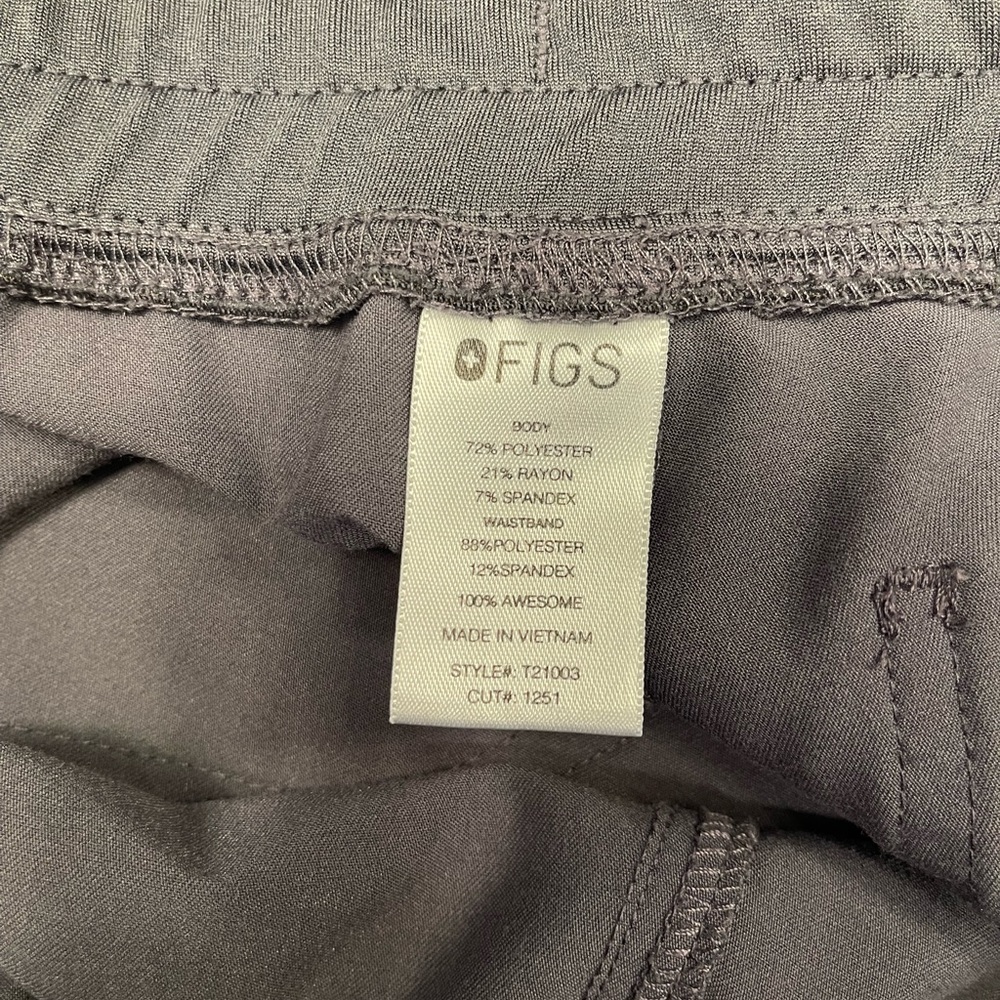 FIGS
BODY
72% POLYESTER
21% RAYON
7% SPANDEX
WAISTBAND
88%POLYESTER
12%SPANDEX
100% AWESOME
MADE IN VIETNAM
STYLE#: T21003
CUT#: 1251